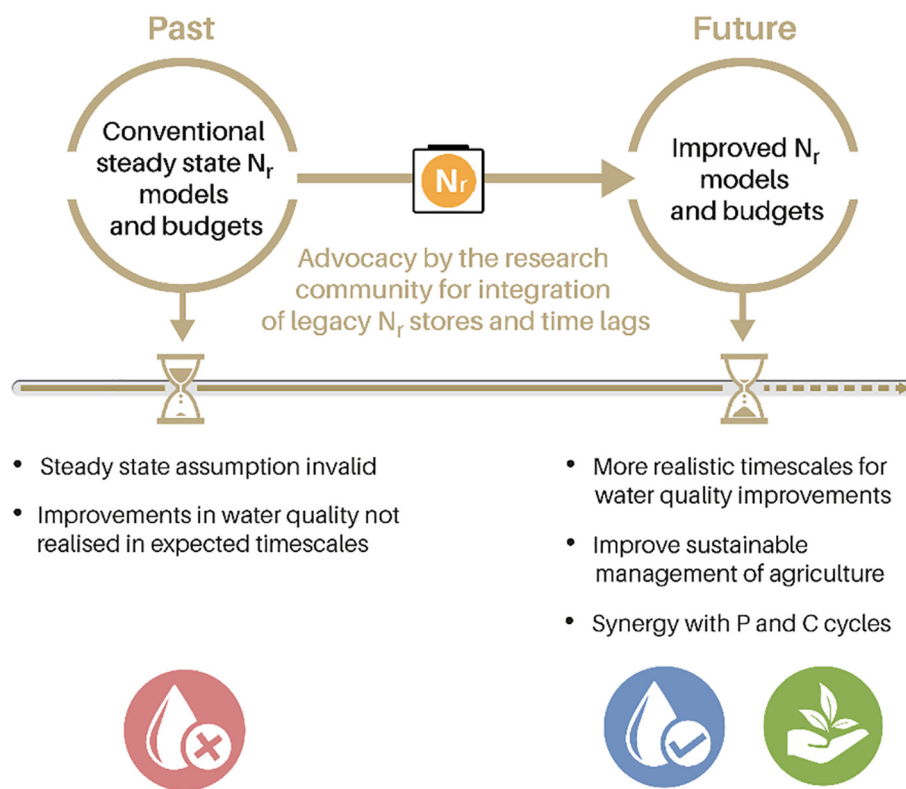 Past
Future
Conventional
steady state Nᵣ
models
and budgets
Nᵣ
Improved Nᵣ
models
and budgets
Advocacy by the research
community for integration
of legacy Nᵣ stores and time lags
• Steady state assumption invalid
• Improvements in water quality not
realised in expected timescales
• More realistic timescales for
water quality improvements
• Improve sustainable
management of agriculture
• Synergy with P and C cycles